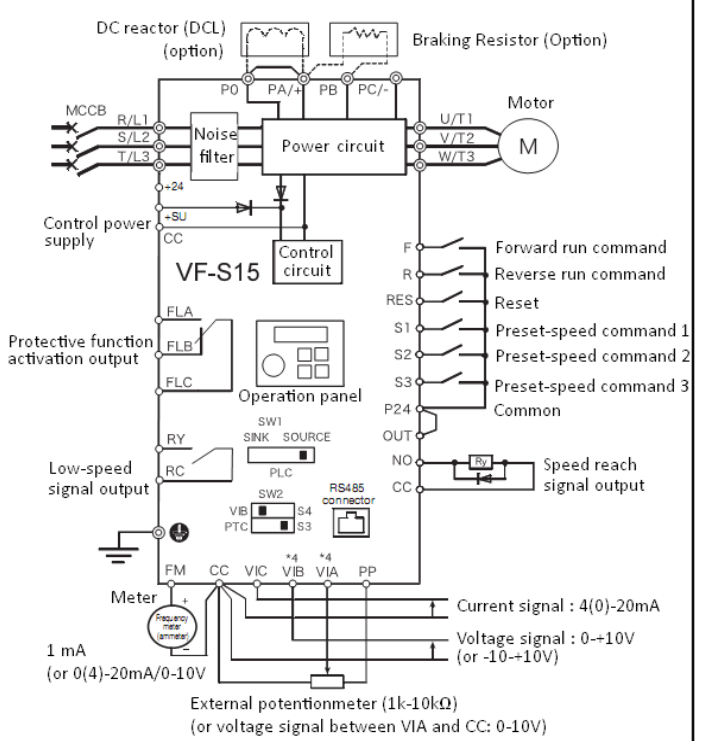 DC reactor (DCL)
(option)
Braking Resistor (Option)
P0 PA/+ PB PC/-
MCCB
R/L1
S/L2
T/L3
Noise
filter
Power circuit
U/T1
V/T2
W/T3
Motor
M
+24
+SU
CC
Control power
supply
Control
circuit
VF-S15
F Forward run command
R Reverse run command
RES Reset
S1 Preset-speed command 1
S2 Preset-speed command 2
S3 Preset-speed command 3
P24 Common
OUT
NO
CC
Ry
Speed reach
signal output
FLA
FLB
FLC
Protective function
activation output
Operation panel
SW1
SINK SOURCE
PLC
RY
RC
Low-speed
signal output
SW2
VIB S4
PTC S3
RS485
connector
FM CC VIC *4 VIB *4 VIA PP
Meter
+
Frequency
meter
(ammeter)
-
1 mA
(or 0(4)-20mA/0-10V
Current signal : 4(0)-20mA
Voltage signal : 0-+10V
(or -10-+10V)
External potentionmeter (1k-10kΩ)
(or voltage signal between VIA and CC: 0-10V)